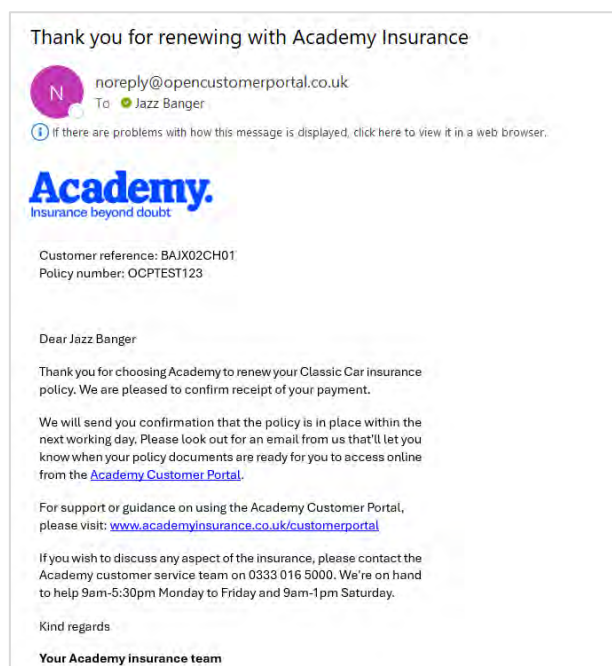 Thank you for renewing with Academy Insurance
N
noreply@opencustomerportal.co.uk
To Jazz Banger
If there are problems with how this message is displayed, click here to view it in a web browser.
Academy.
Insurance beyond doubt
Customer reference: BAJX02CH01
Policy number: OCPTEST123
Dear Jazz Banger
Thank you for choosing Academy to renew your Classic Car insurance
policy. We are pleased to confirm receipt of your payment.
We will send you confirmation that the policy is in place within the
next working day. Please look out for an email from us that'll let you
know when your policy documents are ready for you to access online
from the Academy Customer Portal.
For support or guidance on using the Academy Customer Portal,
please visit: www.academyinsurance.co.uk/customerportal
If you wish to discuss any aspect of the insurance, please contact the
Academy customer service team on 0333 016 5000. We're on hand
to help 9am-5:30pm Monday to Friday and 9am-1pm Saturday.
Kind regards
Your Academy insurance team